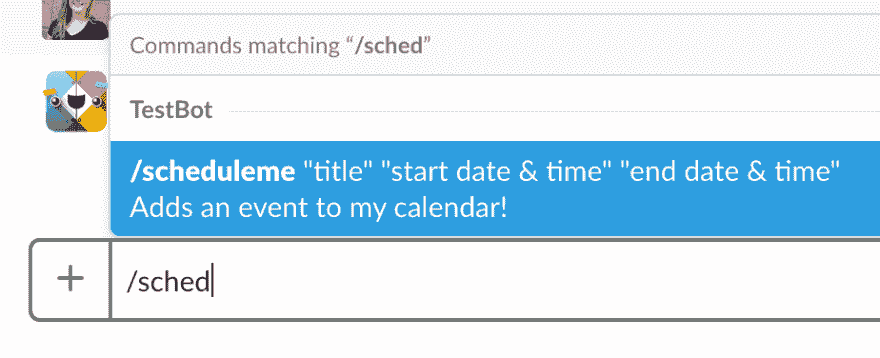 Commands matching “/sched”
TestBot
/scheduleme "title" "start date & time" "end date & time"
Adds an event to my calendar!
/sched